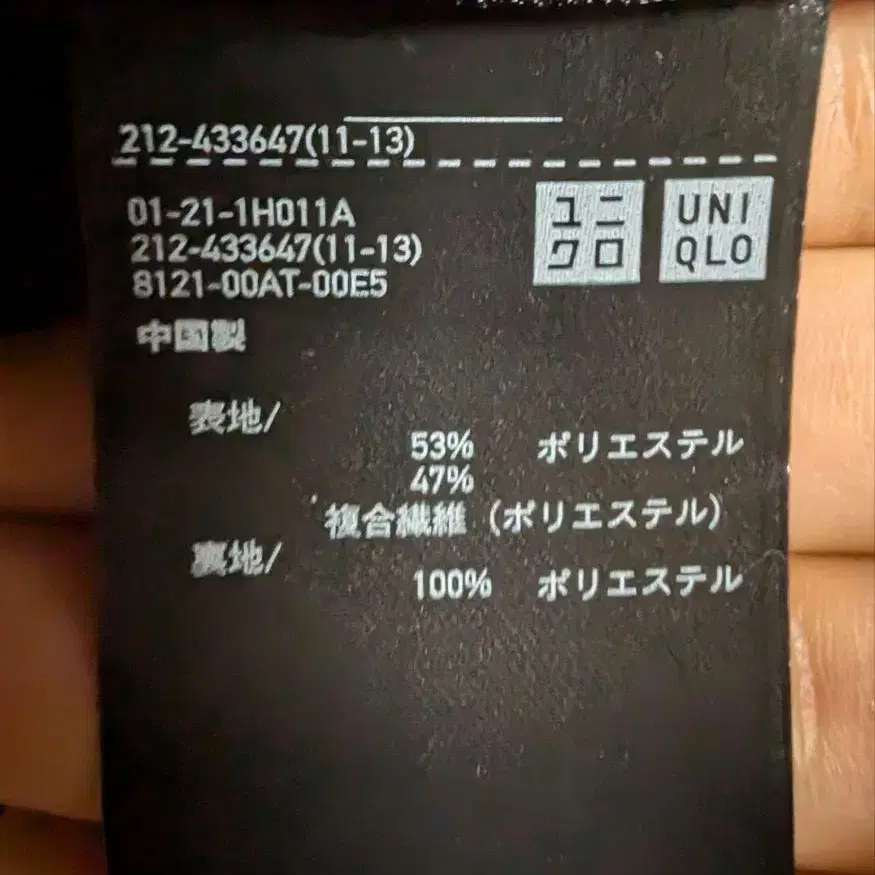 212-433647(11-13)
01-21-1H011A
212-433647(11-13)
8121-00AT-00E5
中国製
ユニ
クロ
UNI
QLO
表地/
53% ポリエステル
47%
複合繊維(ポリエステル)
裏地/
100% ポリエステル